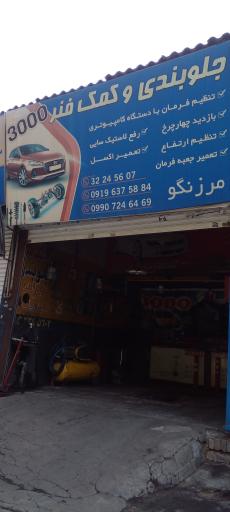 جلوبندی و کمک فنر 3000
تنظیم فرمان با دستگاه کامپیوتری
بازدید چهارچرخ
رفع لاستیک سایی
تنظیم ارتفاع
تعمیر اکسل
تعمیر جعبه فرمان
32 24 56 07
0919 637 58 84
0990 724 64 69
مرزنگو